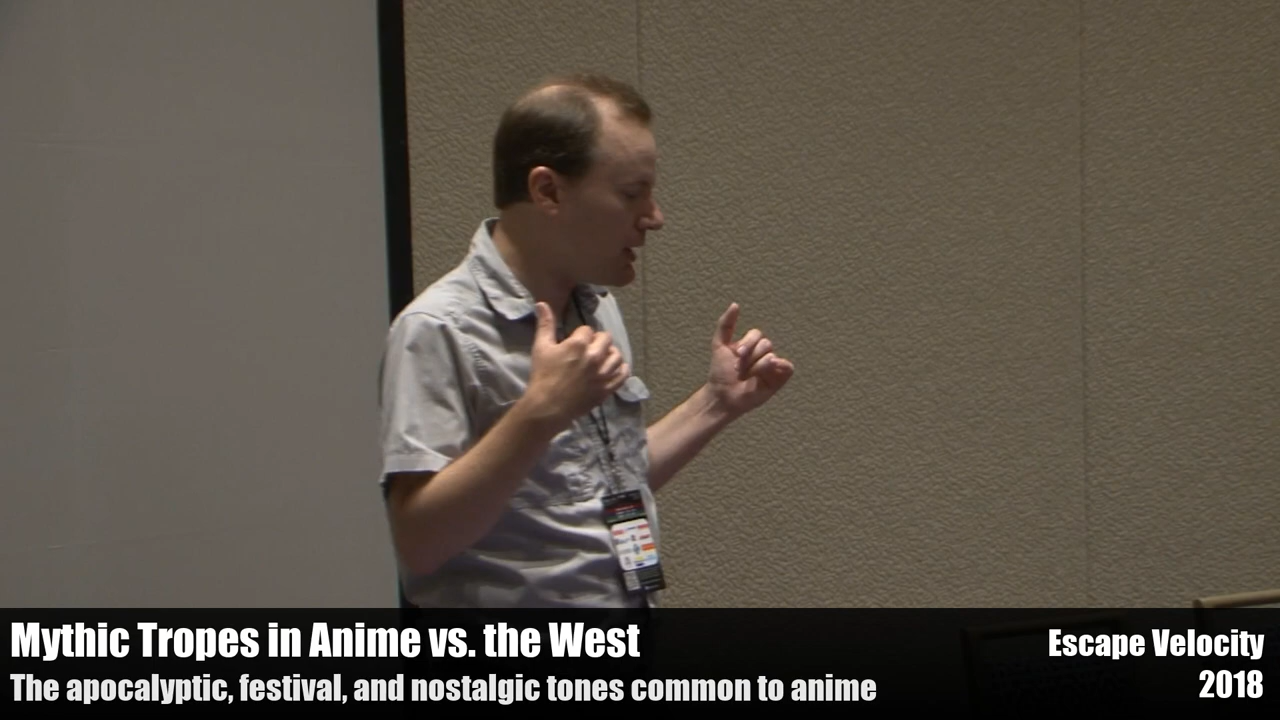 Mythic Tropes in Anime vs. the West
The apocalyptic, festival, and nostalgic tones common to anime
Escape Velocity
2018